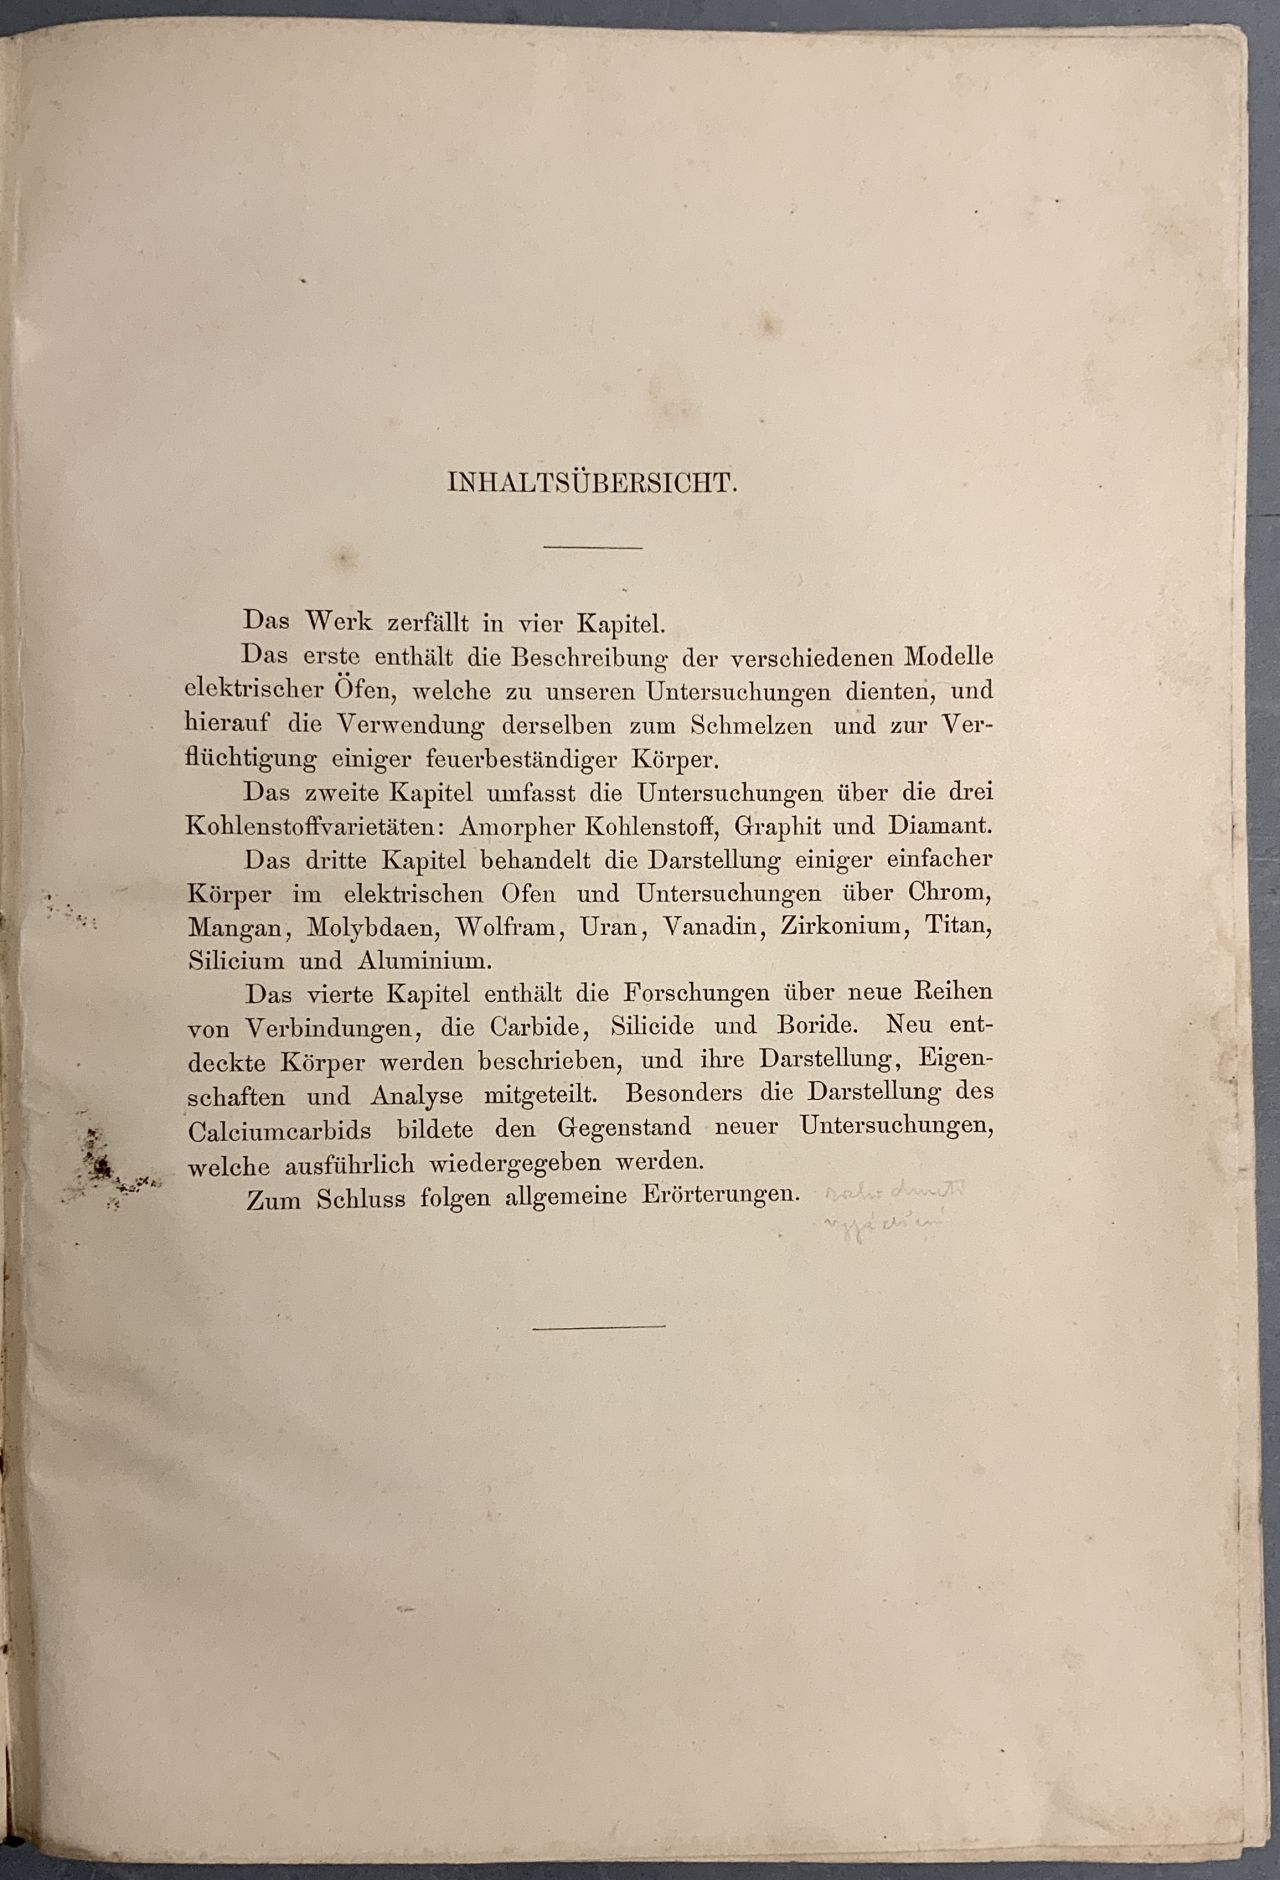 INHALTSÜBERSICHT.
Das Werk zerfällt in vier Kapitel.
Das erste enthält die Beschreibung der verschiedenen Modelle
elektrischer Öfen, welche zu unseren Untersuchungen dienten, und
hierauf die Verwendung derselben zum Schmelzen und zur Ver-
flüchtigung einiger feuerbeständiger Körper.
Das zweite Kapitel umfasst die Untersuchungen über die drei
Kohlenstoffvarietäten: Amorpher Kohlenstoff, Graphit und Diamant.
Das dritte Kapitel behandelt die Darstellung einiger einfacher
Körper im elektrischen Ofen und Untersuchungen über Chrom,
Mangan, Molybdaen, Wolfram, Uran, Vanadin, Zirkonium, Titan,
Silicium und Aluminium.
Das vierte Kapitel enthält die Forschungen über neue Reihen
von Verbindungen, die Carbide, Silicide und Boride. Neu ent-
deckte Körper werden beschrieben, und ihre Darstellung, Eigen-
schaften und Analyse mitgeteilt. Besonders die Darstellung des
Calciumcarbids bildete den Gegenstand neuer Untersuchungen,
welche ausführlich wiedergegeben werden.
Zum Schluss folgen allgemeine Erörterungen.